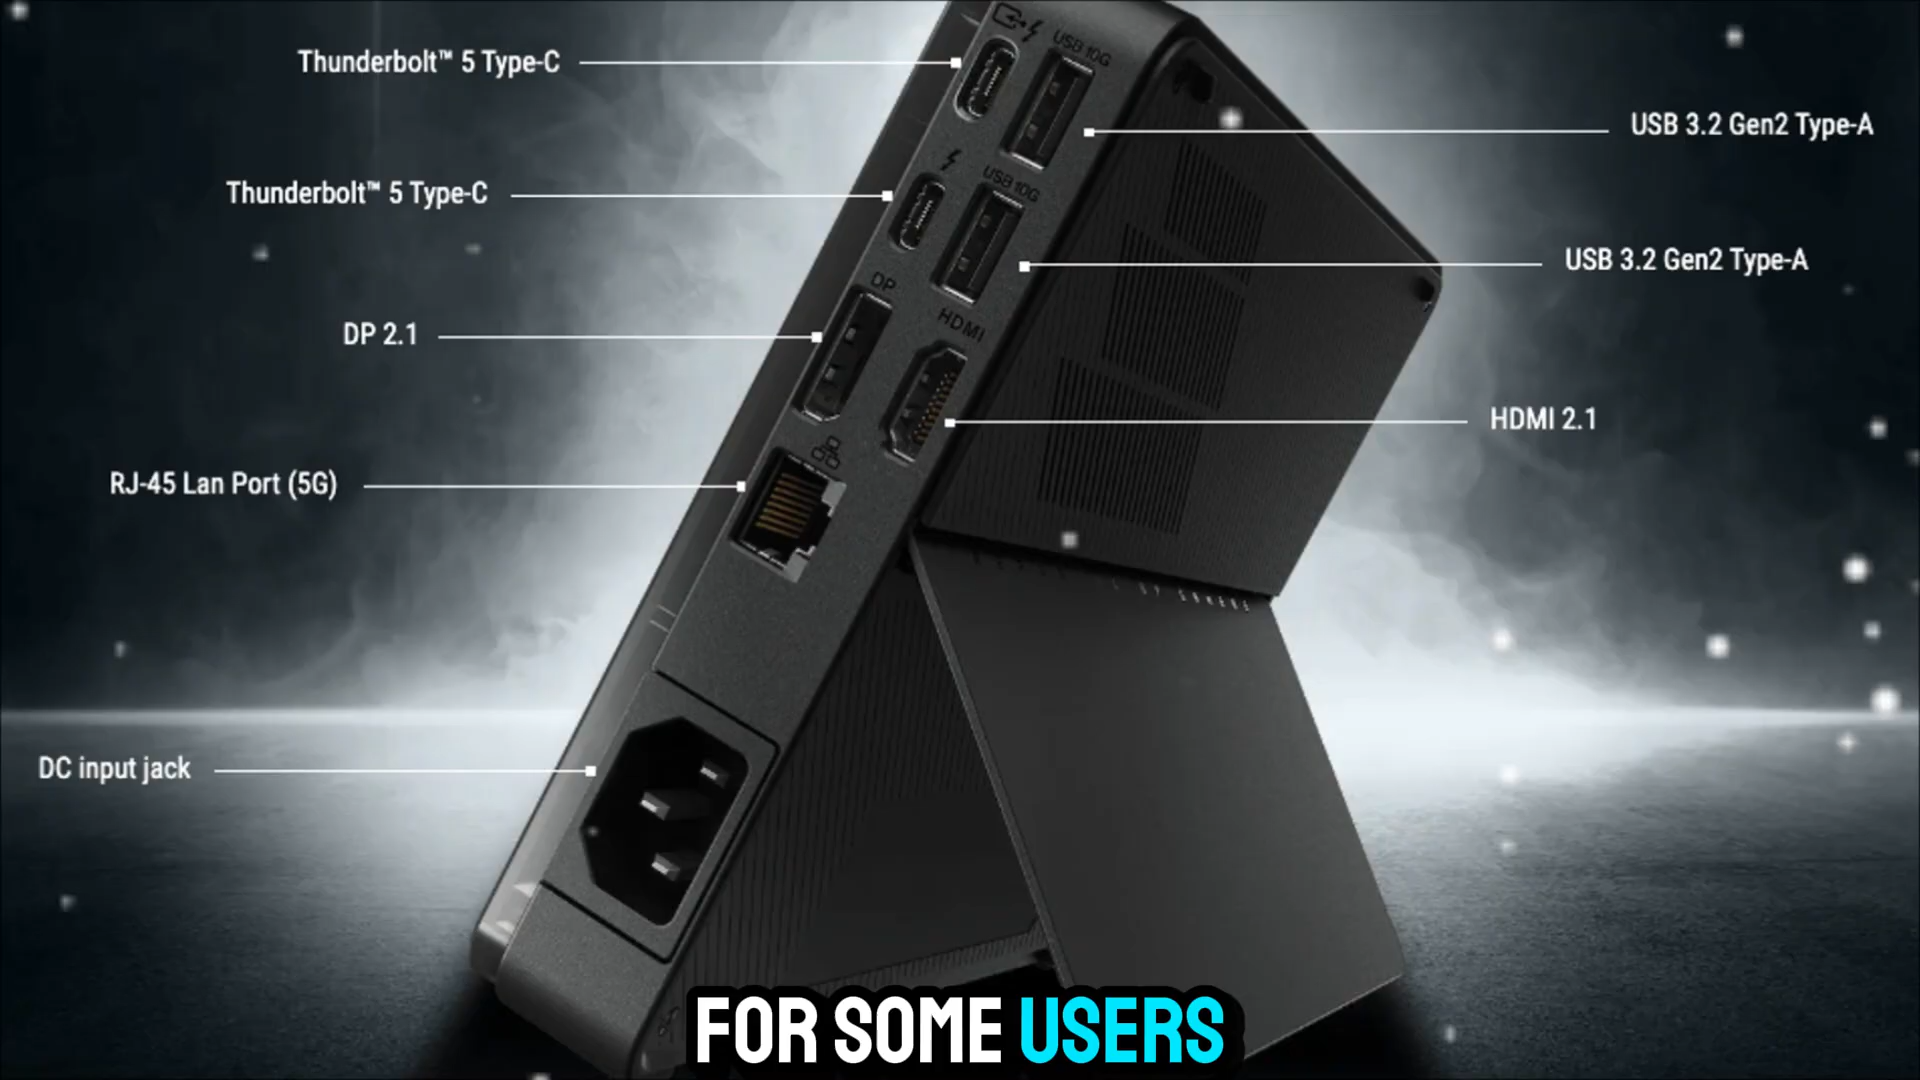 Thunderbolt™ 5 Type-C
USB 10G
USB 3.2 Gen2 Type-A
Thunderbolt™ 5 Type-C
USB 10G
USB 3.2 Gen2 Type-A
DP
DP 2.1
HDMI
HDMI 2.1
RJ-45 Lan Port (5G)
DC input jack
FOR SOME USERS